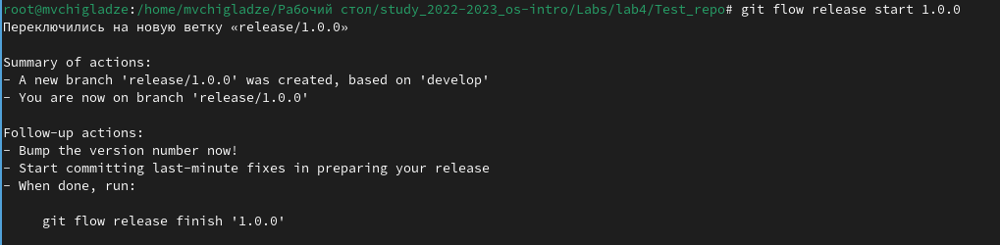 root@mvchigladze:/home/mvchigladze/Рабочий стол/study_2022-2023_os-intro/Labs/lab4/Test_repo# git flow release start 1.0.0
Переключились на новую ветку «release/1.0.0»
Summary of actions:
- A new branch 'release/1.0.0' was created, based on 'develop'
- You are now on branch 'release/1.0.0'
Follow-up actions:
- Bump the version number now!
- Start committing last-minute fixes in preparing your release
- When done, run:
git flow release finish '1.0.0'